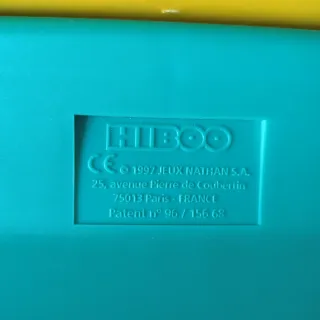 HIBOO
CE © 1997 JEUX NATHAN S.A.
25, avenue Pierre de Coubertin
75013 Paris - FRANCE
Patent n° 96 / 156 68